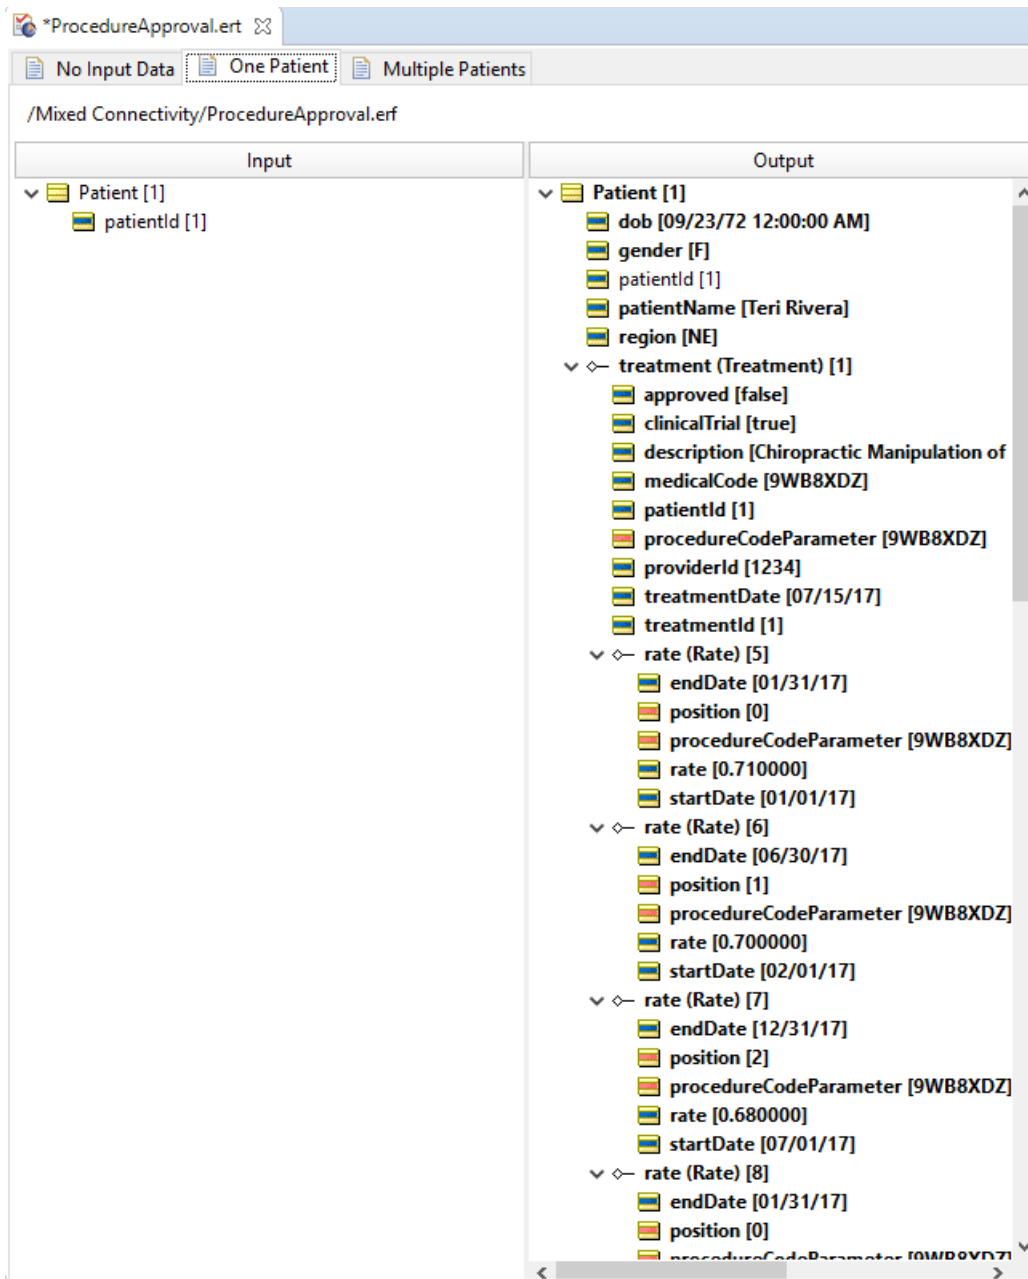 *ProcedureApproval.ert
No Input Data One Patient Multiple Patients
/Mixed Connectivity/ProcedureApproval.erf
Input Output
Patient [1]
patientId [1]
Patient [1]
dob [09/23/72 12:00:00 AM]
gender [F]
patientId [1]
patientName [Teri Rivera]
region [NE]
treatment (Treatment) [1]
approved [false]
clinicalTrial [true]
description [Chiropractic Manipulation of
medicalCode [9WB8XDZ]
patientId [1]
procedureCodeParameter [9WB8XDZ]
providerId [1234]
treatmentDate [07/15/17]
treatmentId [1]
rate (Rate) [5]
endDate [01/31/17]
position [0]
procedureCodeParameter [9WB8XDZ]
rate [0.710000]
startDate [01/01/17]
rate (Rate) [6]
endDate [06/30/17]
position [1]
procedureCodeParameter [9WB8XDZ]
rate [0.700000]
startDate [02/01/17]
rate (Rate) [7]
endDate [12/31/17]
position [2]
procedureCodeParameter [9WB8XDZ]
rate [0.680000]
startDate [07/01/17]
rate (Rate) [8]
endDate [01/31/17]
position [0]
procedureCodeParameter [9WB8XDZ]